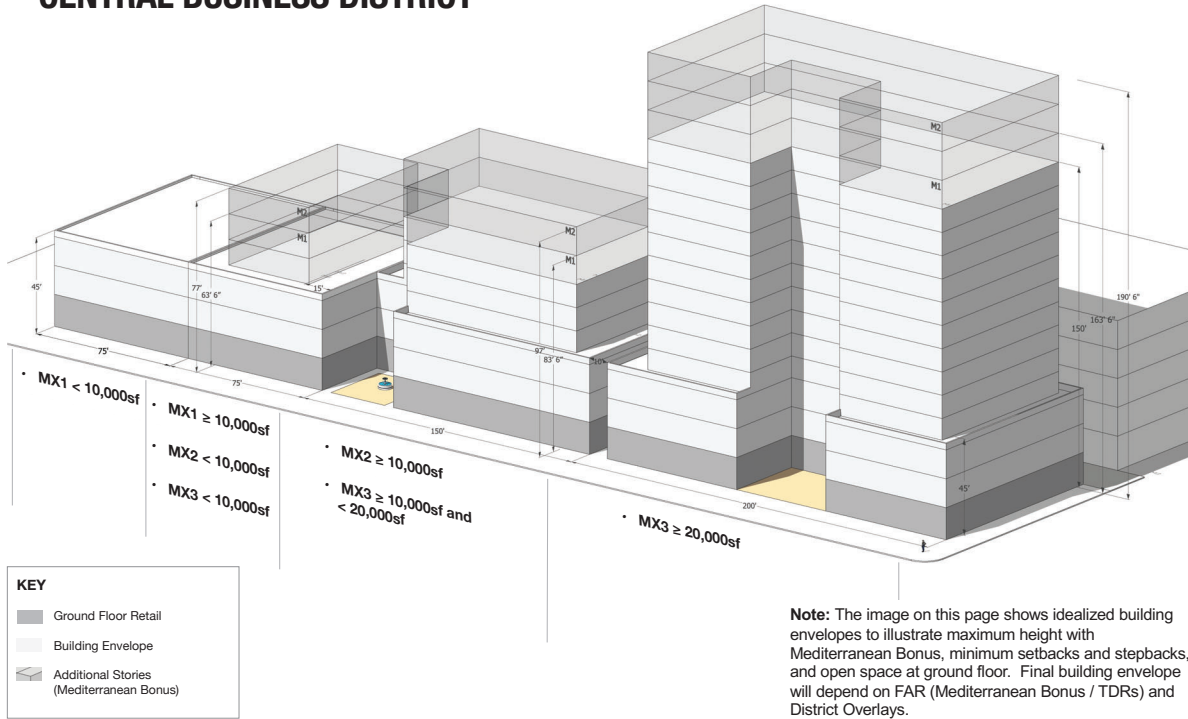 CENTRAL BUSINESS DISTRICT
M2
M1
M2
M1
M2
M1
45'
77'
63' 6"
15'
97'
83' 6"
10'
190' 6"
163' 6"
150'
45'
75'
75'
150'
200'
• MX1 < 10,000sf
• MX1 ≥ 10,000sf
• MX2 < 10,000sf
• MX3 < 10,000sf
• MX2 ≥ 10,000sf
• MX3 ≥ 10,000sf and
< 20,000sf
• MX3 ≥ 20,000sf
KEY
Ground Floor Retail
Building Envelope
Additional Stories
(Mediterranean Bonus)
Note: The image on this page shows idealized building
envelopes to illustrate maximum height with
Mediterranean Bonus, minimum setbacks and stepbacks,
and open space at ground floor. Final building envelope
will depend on FAR (Mediterranean Bonus / TDRs) and
District Overlays.